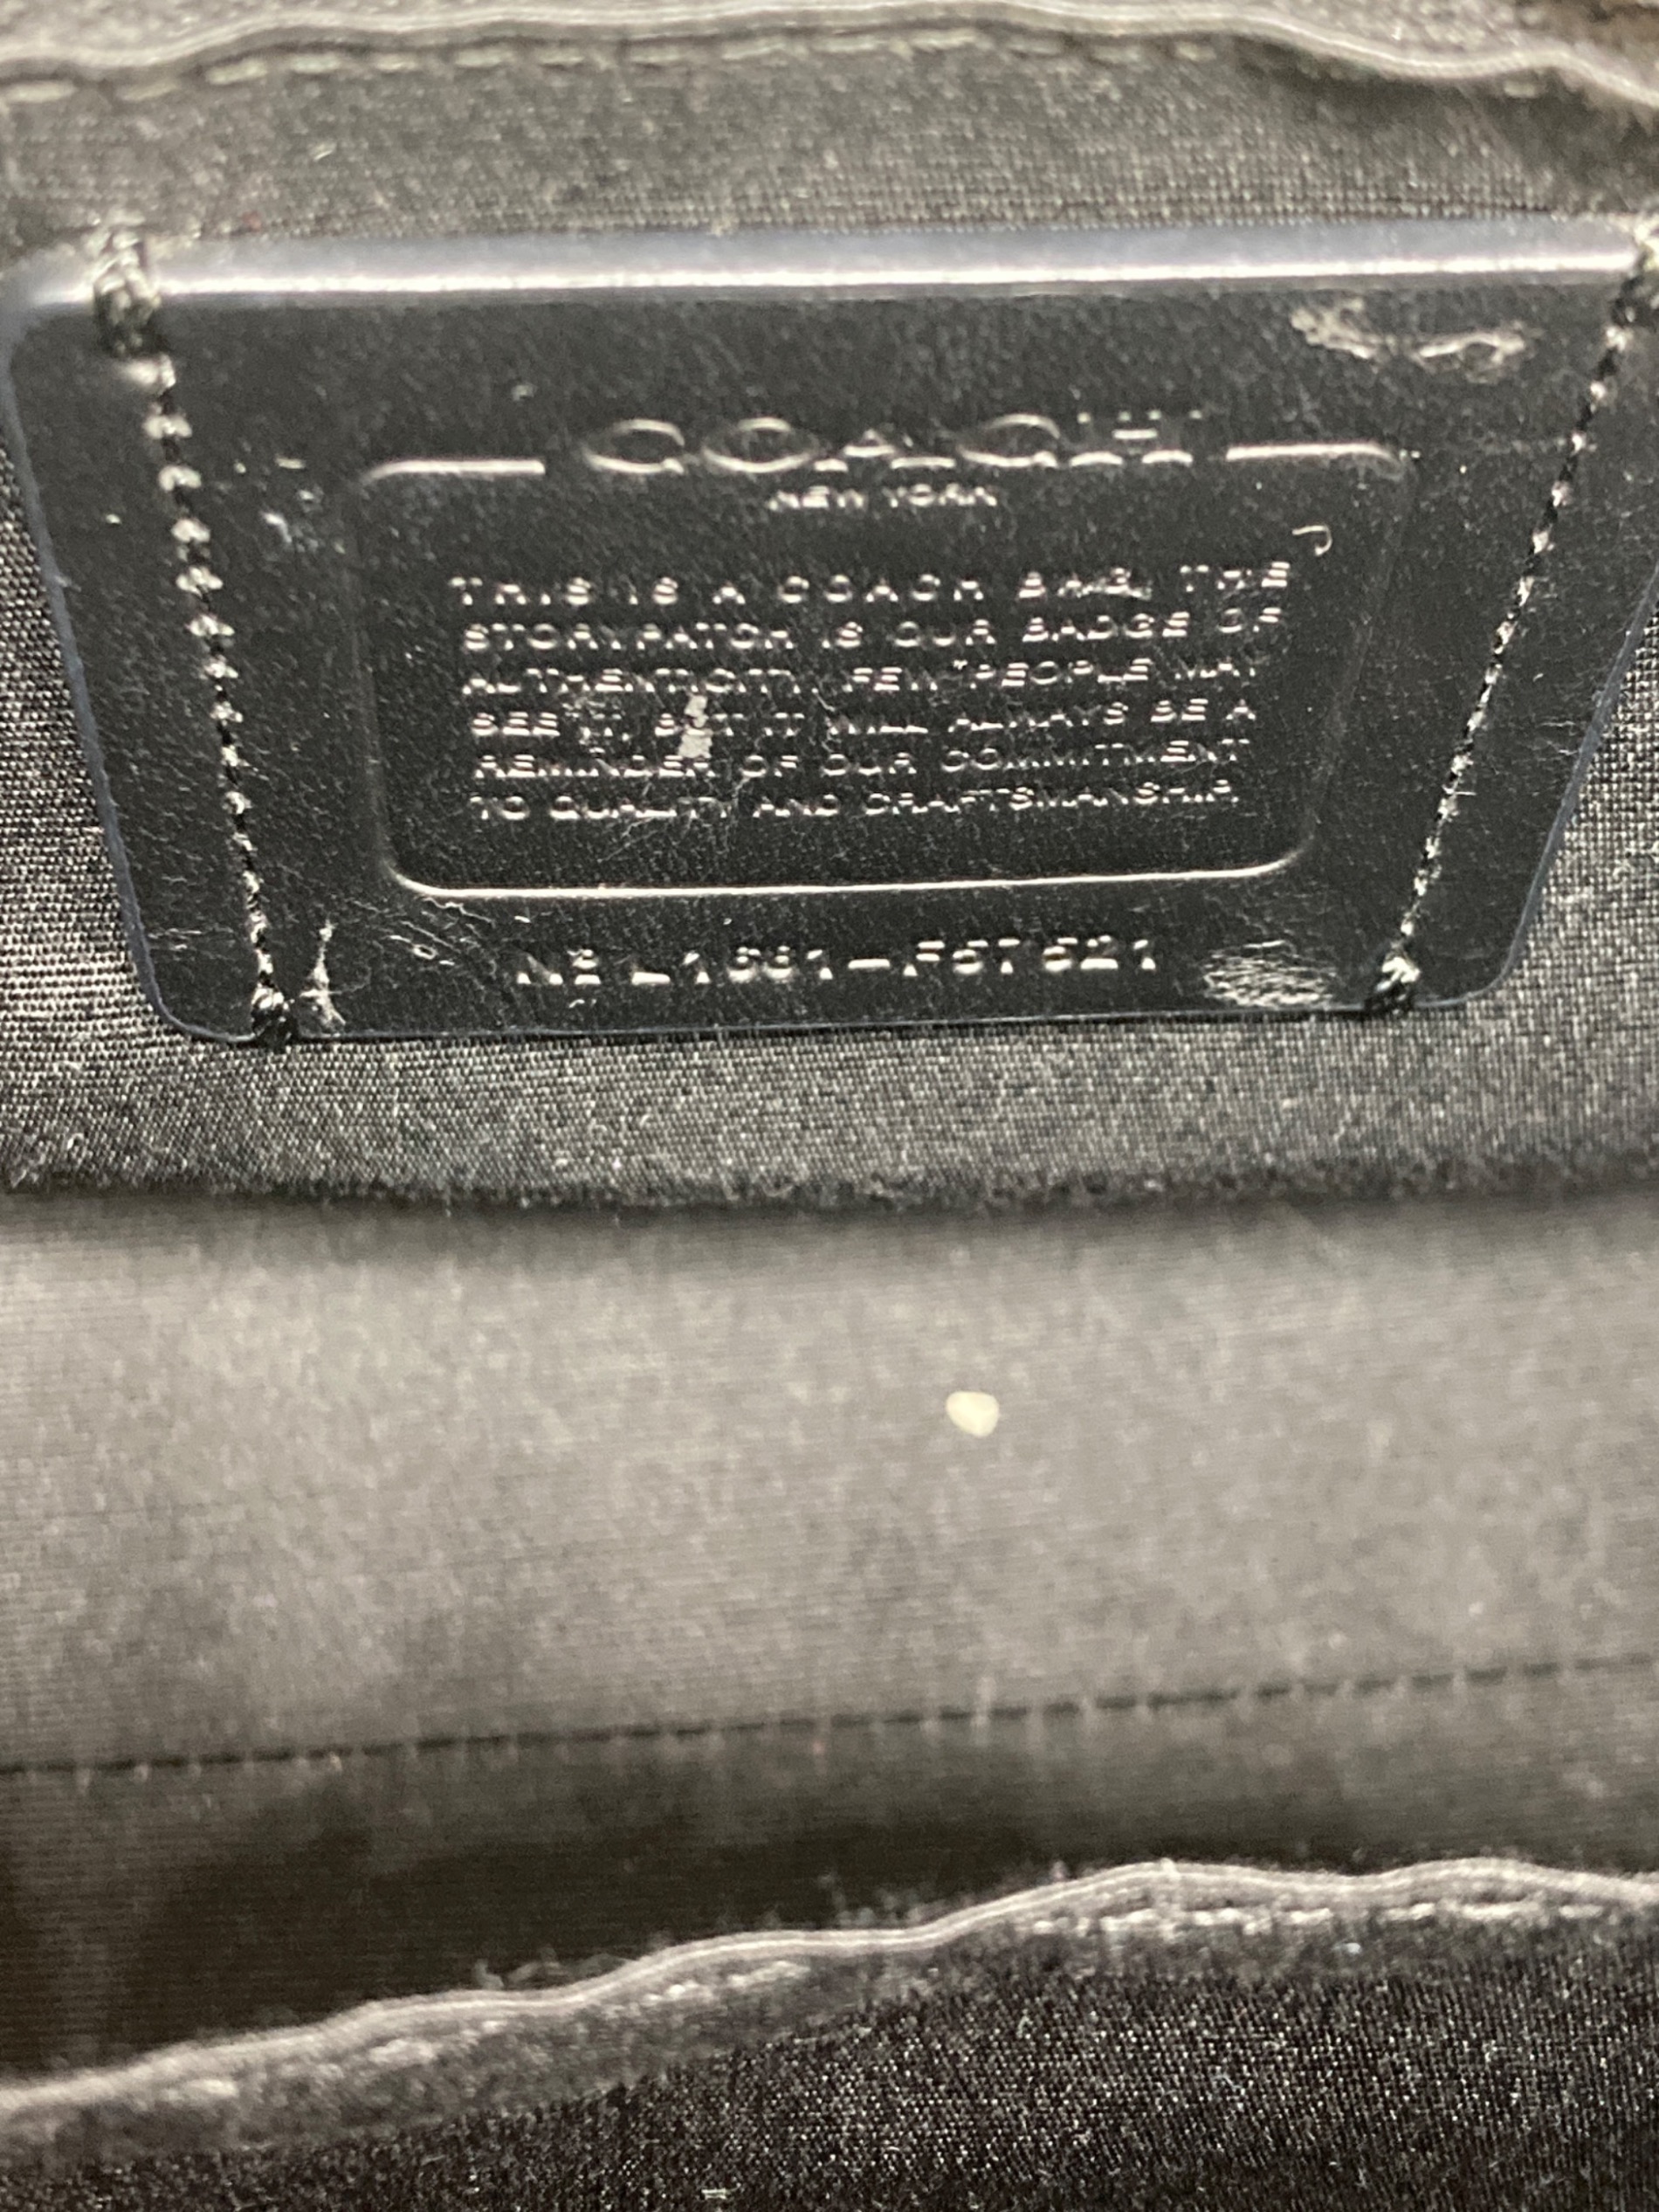 COACH
NEW YORK
THIS IS A COACH BAG. THE
STORYPATCH IS OUR BADGE OF
AUTHENTICITY. FEW PEOPLE MAY
SEE IT, BUT IT WILL ALWAYS BE A
REMINDER OF OUR COMMITMENT
TO QUALITY AND CRAFTSMANSHIP.
Nº